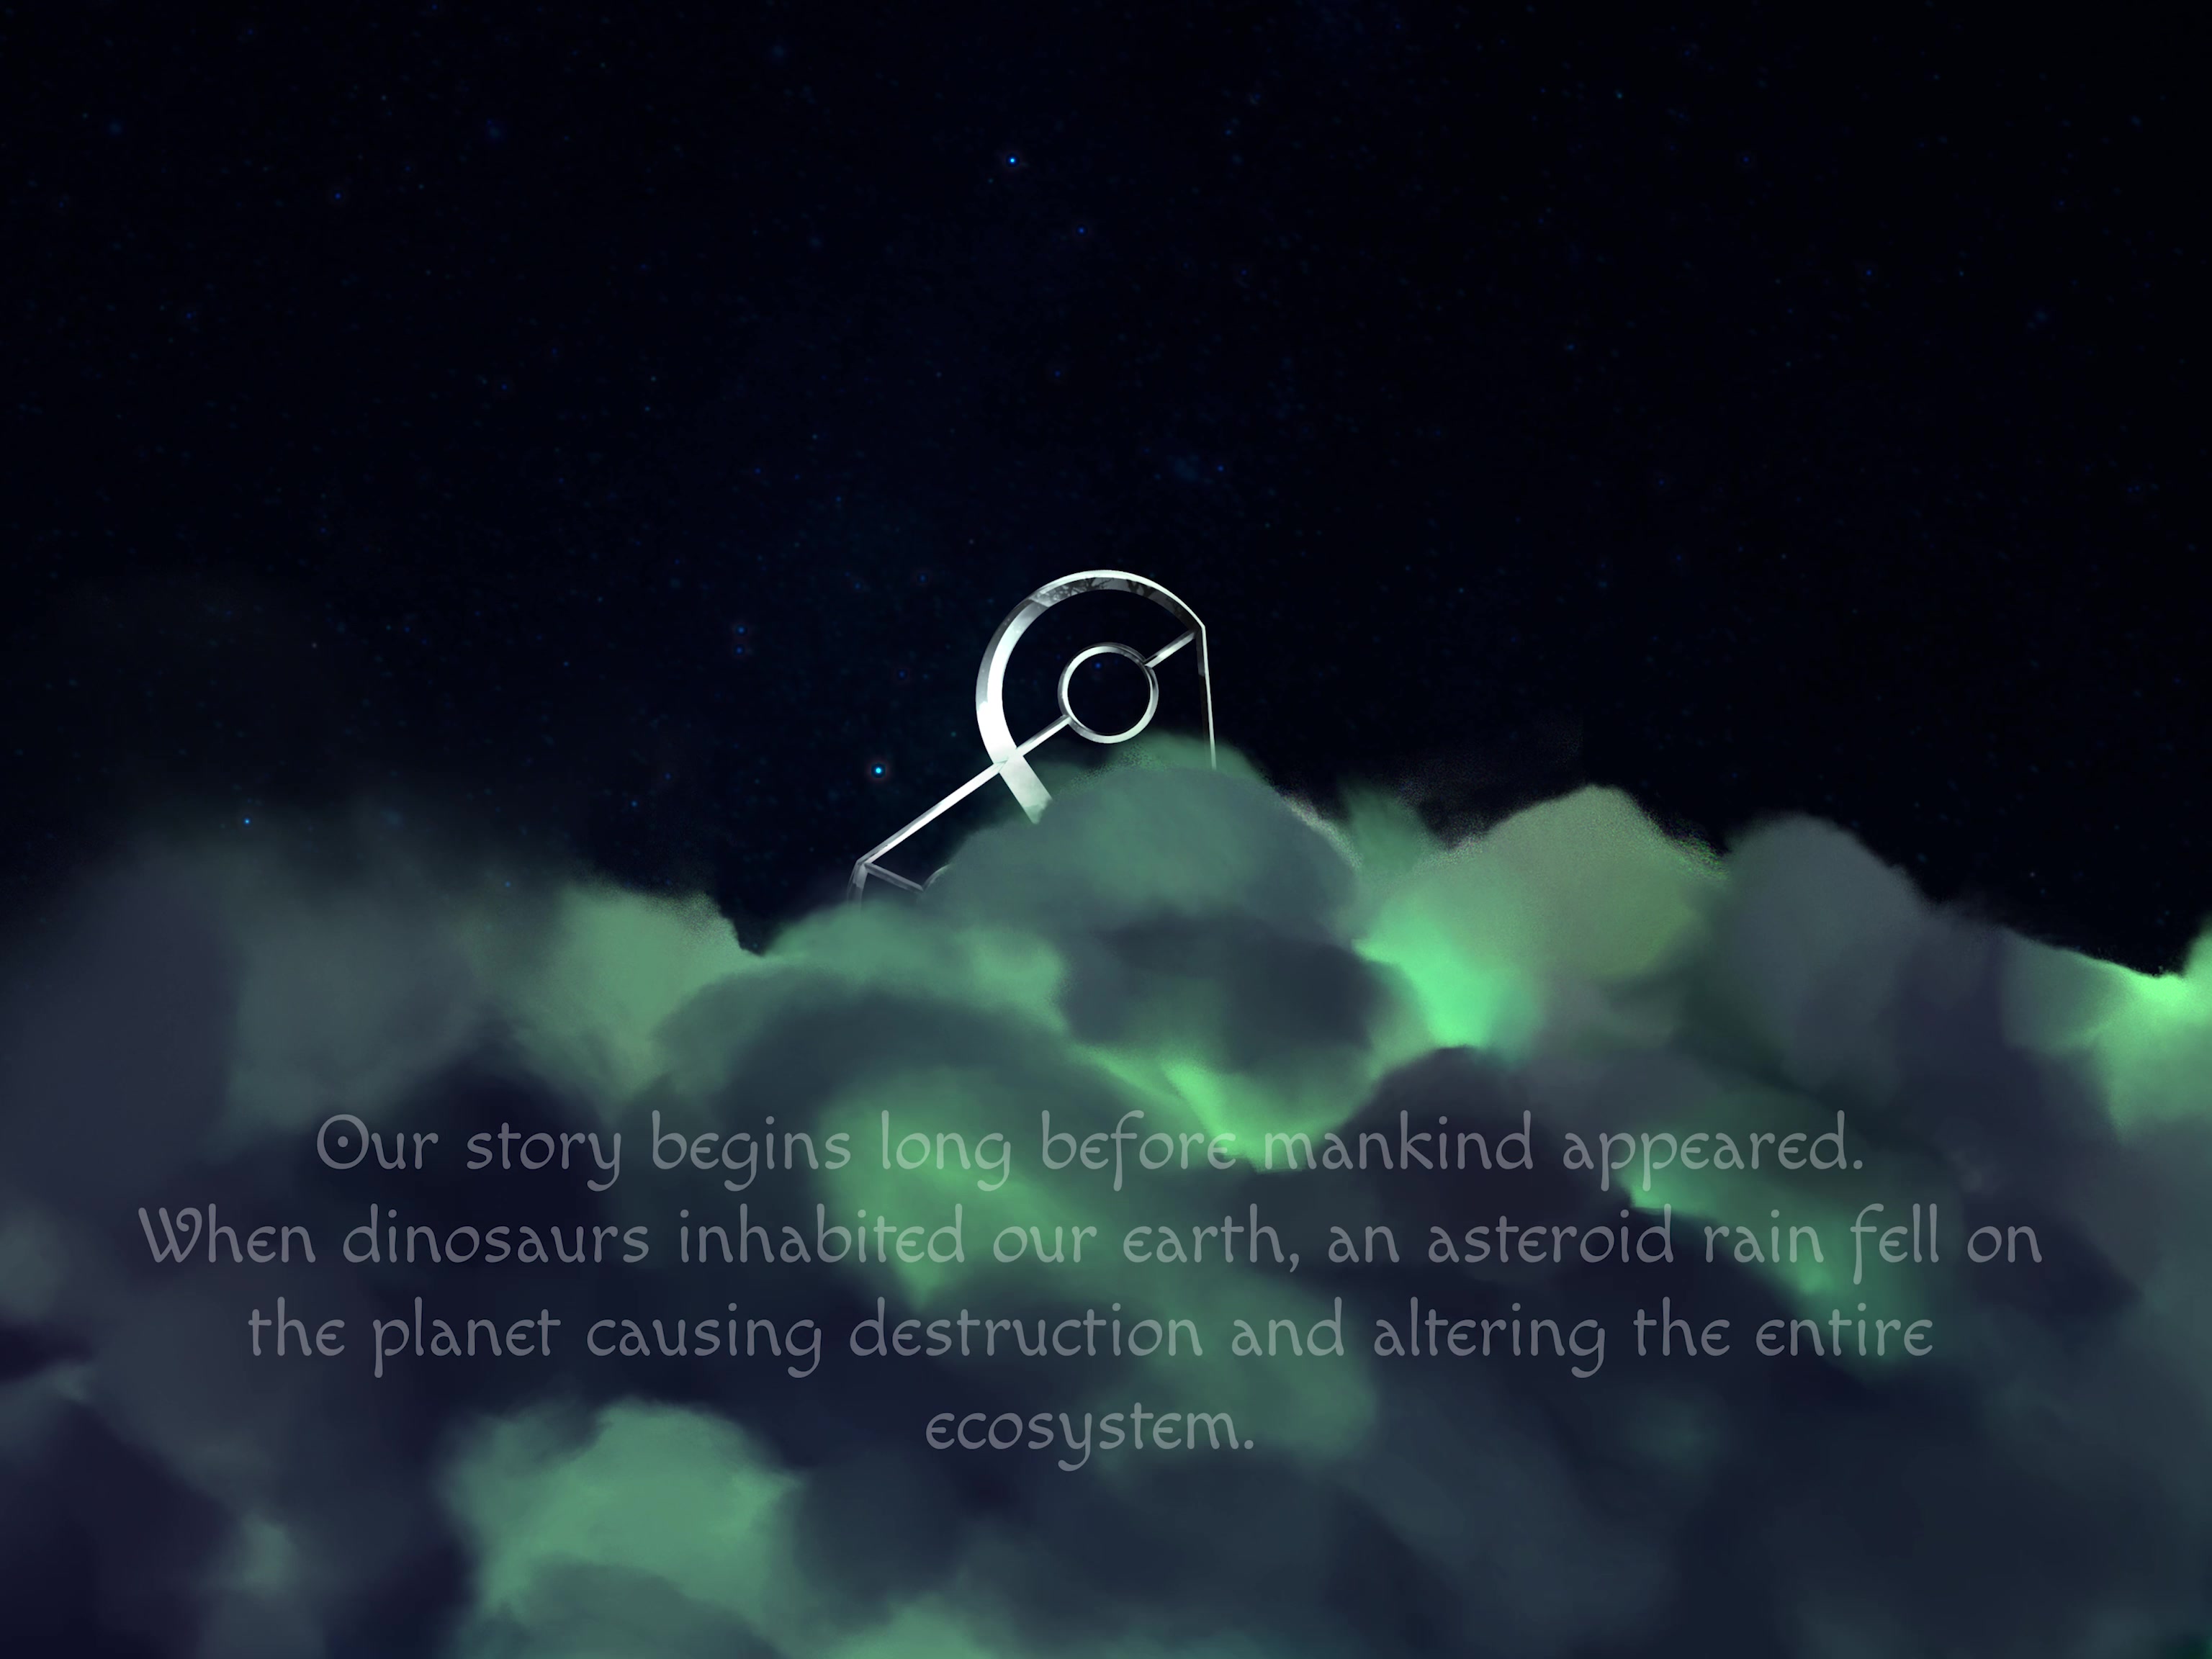 Our story begins long before mankind appeared.
When dinosaurs inhabited our earth, an asteroid rain fell on
the planet causing destruction and altering the entire
ecosystem.